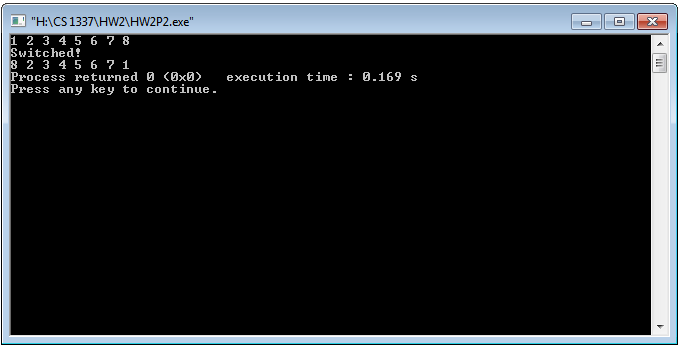 "H:\CS 1337\HW2\HW2P2.exe"
1 2 3 4 5 6 7 8
Switched!
8 2 3 4 5 6 7 1
Process returned 0 (0x0)   execution time : 0.169 s
Press any key to continue.